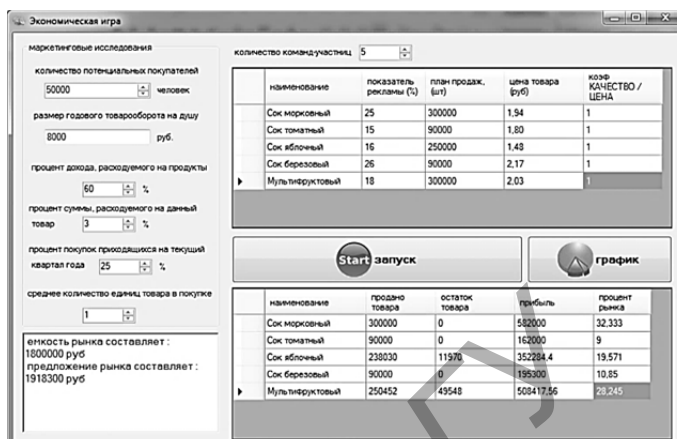 Экономическая игра
маркетинговые исследования
количество потенциальных покупателей
50000 человек
размер годового товарооборота на душу
8000 руб.
процент дохода, расходуемого на продукты
60 %
процент суммы, расходуемого на данный
товар 3 %
процент покупок приходящихся на текущий
квартал года 25 %
среднее количество единиц товара в покупке
1
емкость рынка составляет :
1800000 руб
предложение рынка составляет :
1918300 руб
количество команд-участниц 5
наименование показатель рекламы (%) план продаж, (шт) цена товара (руб) коэф КАЧЕСТВО / ЦЕНА
Сок морковный 25 300000 1,94 1
Сок томатный 15 90000 1,80 1
Сок яблочный 16 250000 1,48 1
Сок березовый 26 90000 2,17 1
Мультифруктовый 18 300000 2,03 1
Start запуск
график
наименование продано товара остаток товара прибыль процент рынка
Сок морковный 300000 0 582000 32,333
Сок томатный 90000 0 162000 9
Сок яблочный 238030 11970 352284,4 19,571
Сок березовый 90000 0 195300 10,85
Мультифруктовый 250452 49548 508417,56 28,245